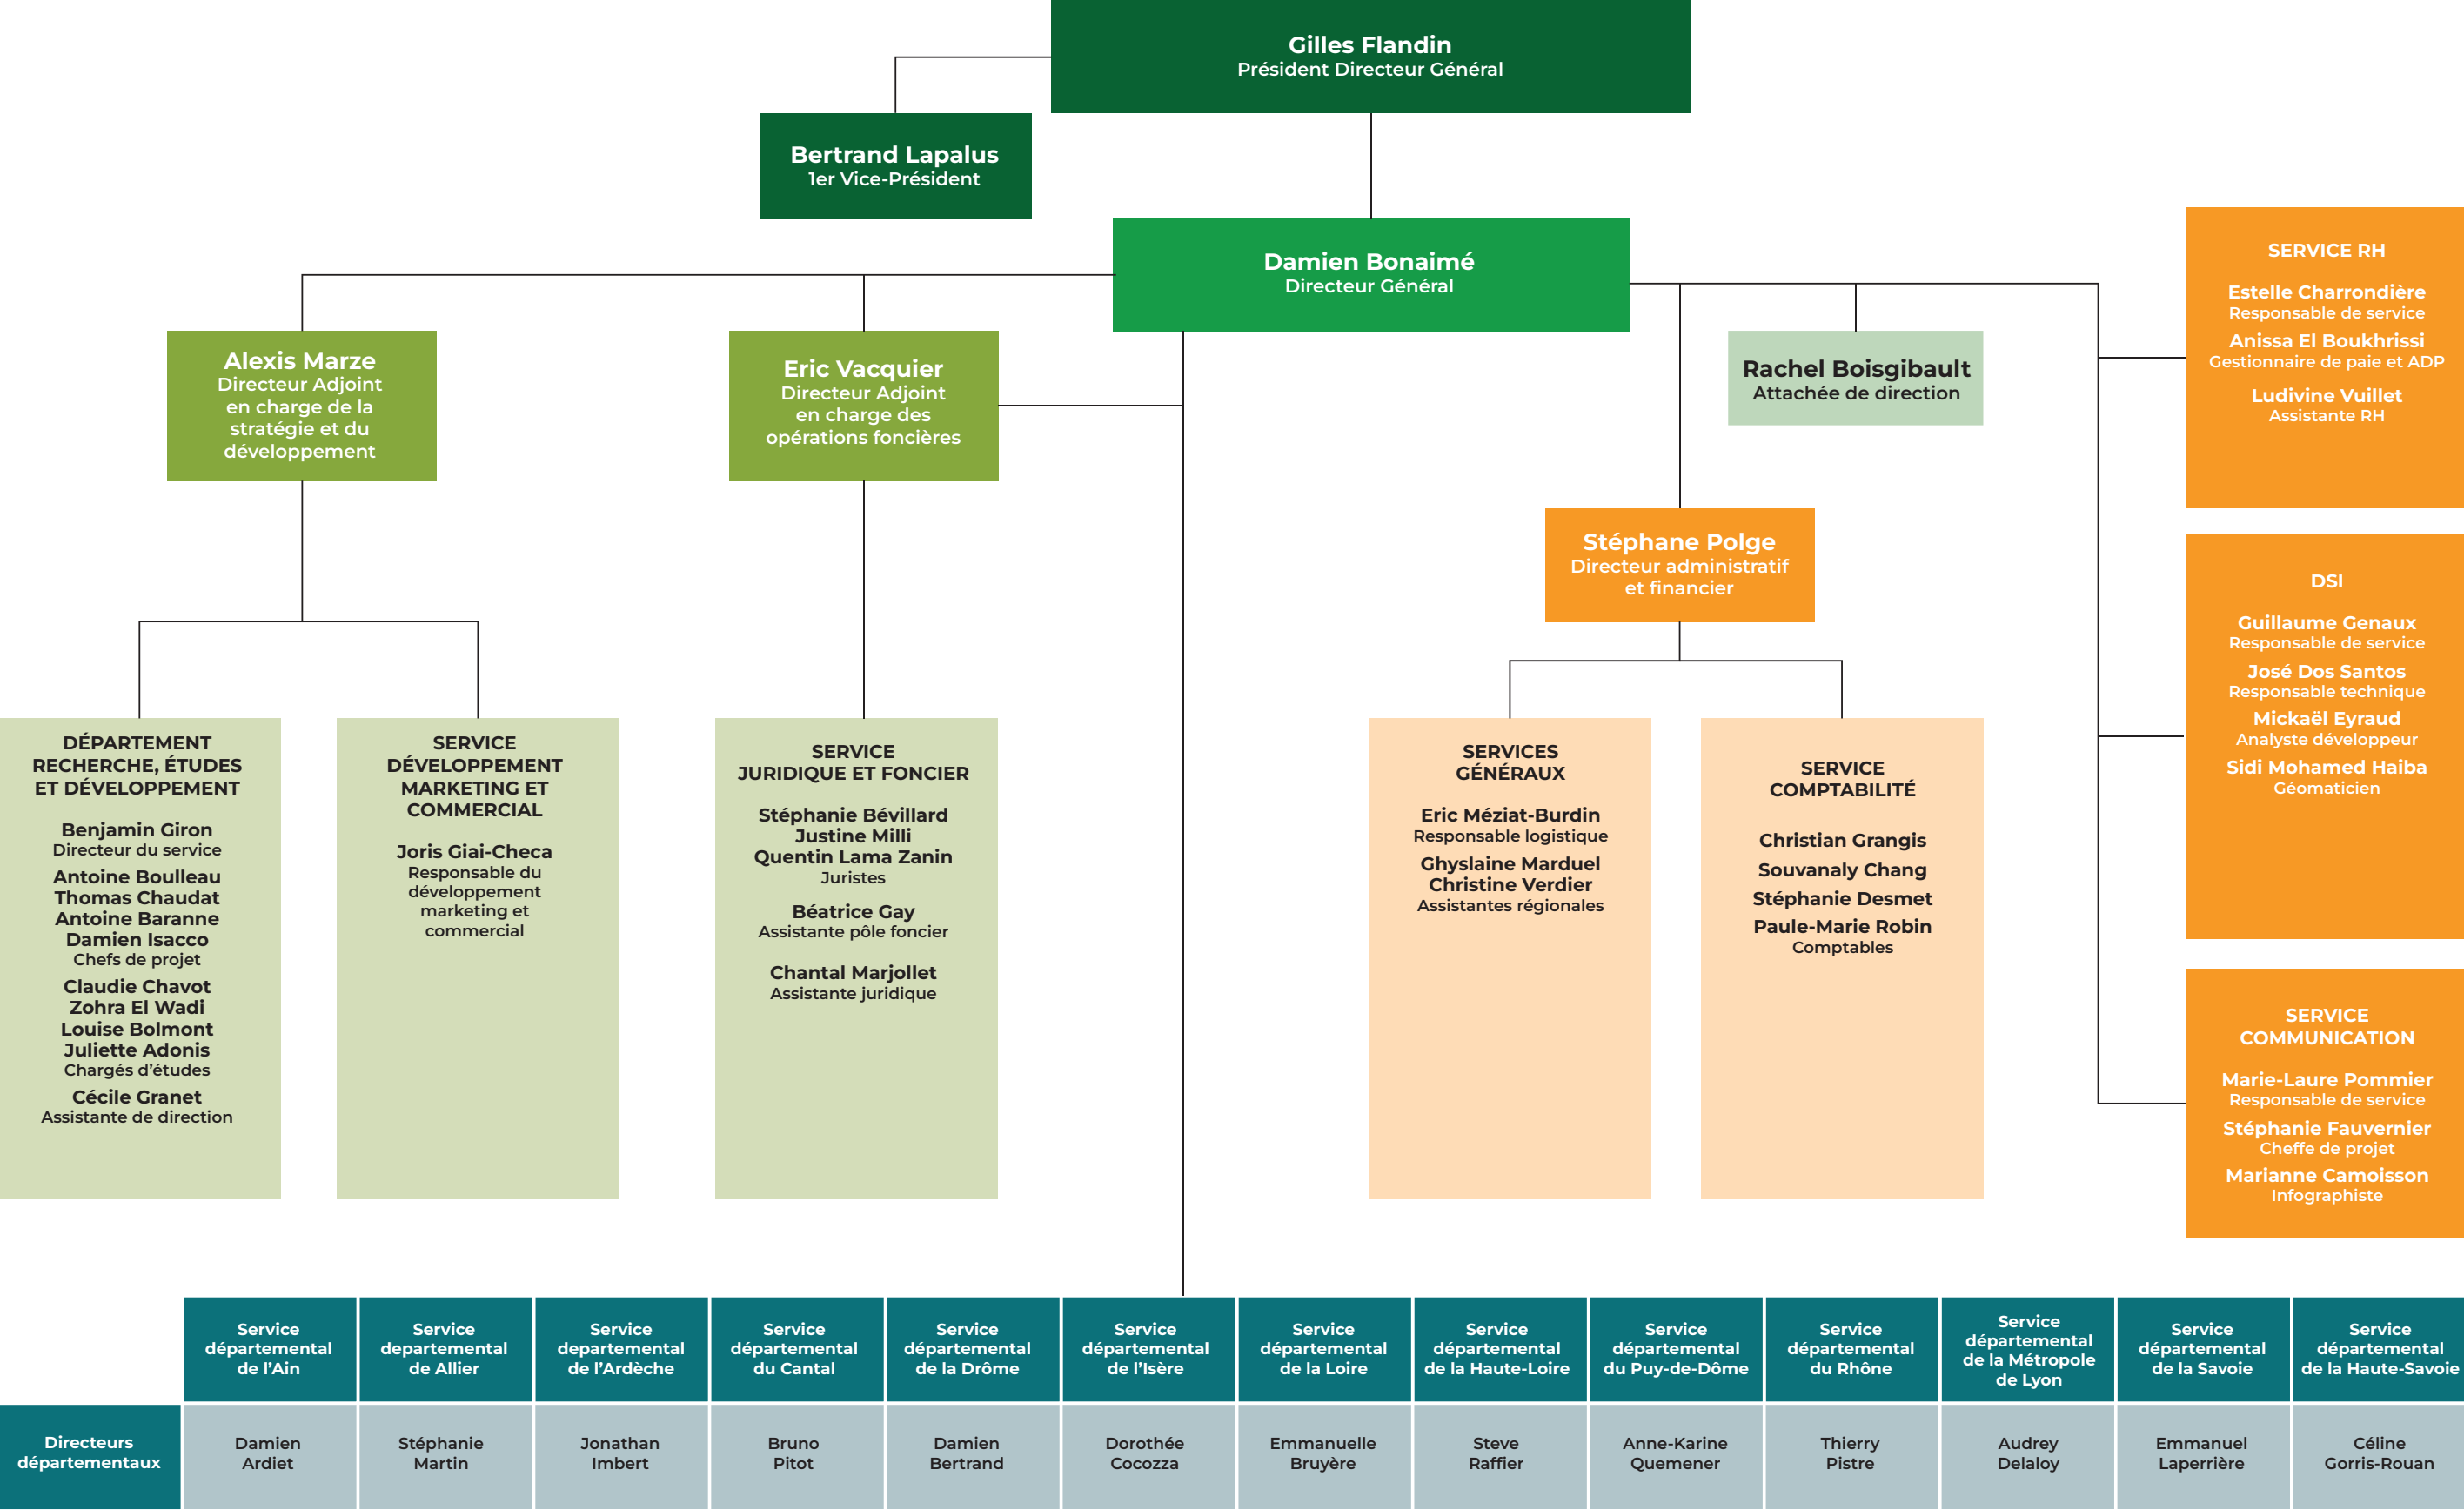 Gilles Flandin
Président Directeur Général
Bertrand Lapalus
1er Vice-Président
Damien Bonaimé
Directeur Général
Alexis Marze
Directeur Adjoint
en charge de la
stratégie et du
développement
Eric Vacquier
Directeur Adjoint
en charge des
opérations foncières
Rachel Boisgibault
Attachée de direction
Stéphane Polge
Directeur administratif
et financier
SERVICE RH
Estelle Charrondière
Responsable de service
Anissa El Boukhrissi
Gestionnaire de paie et ADP
Ludivine Vuillet
Assistante RH
DSI
Guillaume Genaux
Responsable de service
José Dos Santos
Responsable technique
Mickaël Eyraud
Analyste développeur
Sidi Mohamed Haiba
Géomaticien
SERVICE
COMMUNICATION
Marie-Laure Pommier
Responsable de service
Stéphanie Fauvernier
Cheffe de projet
Marianne Camoisson
Infographiste
DÉPARTEMENT
RECHERCHE, ÉTUDES
ET DÉVELOPPEMENT
Benjamin Giron
Directeur du service
Antoine Boulleau
Thomas Chaudat
Antoine Baranne
Damien Isacco
Chefs de projet
Claudie Chavot
Zohra El Wadi
Louise Bolmont
Juliette Adonis
Chargés d'études
Cécile Granet
Assistante de direction
SERVICE
DÉVELOPPEMENT
MARKETING ET
COMMERCIAL
Joris Giai-Checa
Responsable du
développement
marketing et
commercial
SERVICE
JURIDIQUE ET FONCIER
Stéphanie Bévillard
Justine Milli
Quentin Lama Zanin
Juristes
Béatrice Gay
Assistante pôle foncier
Chantal Marjollet
Assistante juridique
SERVICES
GÉNÉRAUX
Eric Méziat-Burdin
Responsable logistique
Ghyslaine Marduel
Christine Verdier
Assistantes régionales
SERVICE
COMPTABILITÉ
Christian Grangis
Souvanaly Chang
Stéphanie Desmet
Paule-Marie Robin
Comptables
Service
départemental
de l'Ain
Service
departemental
de Allier
Service
departemental
de l'Ardèche
Service
départemental
du Cantal
Service
départemental
de la Drôme
Service
départemental
de l'Isère
Service
départemental
de la Loire
Service
départemental
de la Haute-Loire
Service
départemental
du Puy-de-Dôme
Service
départemental
du Rhône
Service
départemental
de la Métropole
de Lyon
Service
départemental
de la Savoie
Service
départemental
de la Haute-Savoie
Directeurs
départementaux
Damien
Ardiet
Stéphanie
Martin
Jonathan
Imbert
Bruno
Pitot
Damien
Bertrand
Dorothée
Cocozza
Emmanuelle
Bruyère
Steve
Raffier
Anne-Karine
Quemener
Thierry
Pistre
Audrey
Delaloy
Emmanuel
Laperrière
Céline
Gorris-Rouan